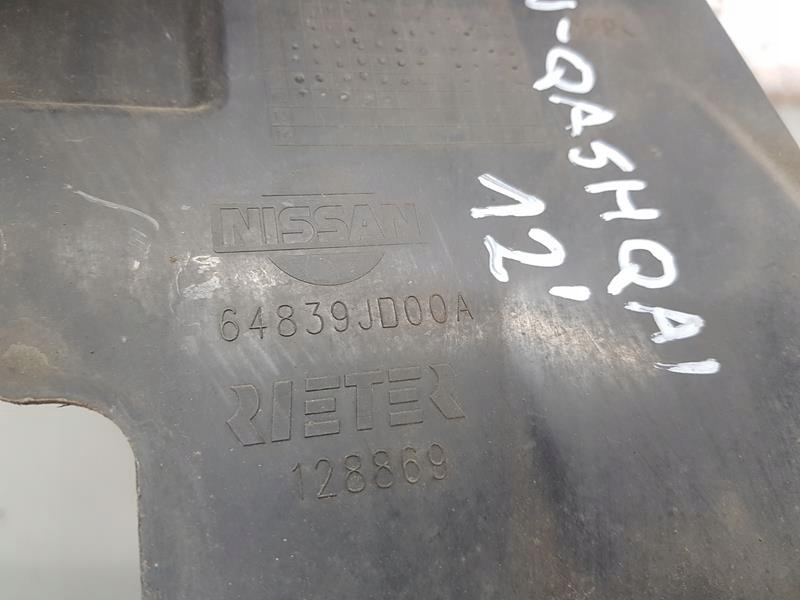 N-QASHQAI
12'
NISSAN
64839JD00A
RIETER
128869